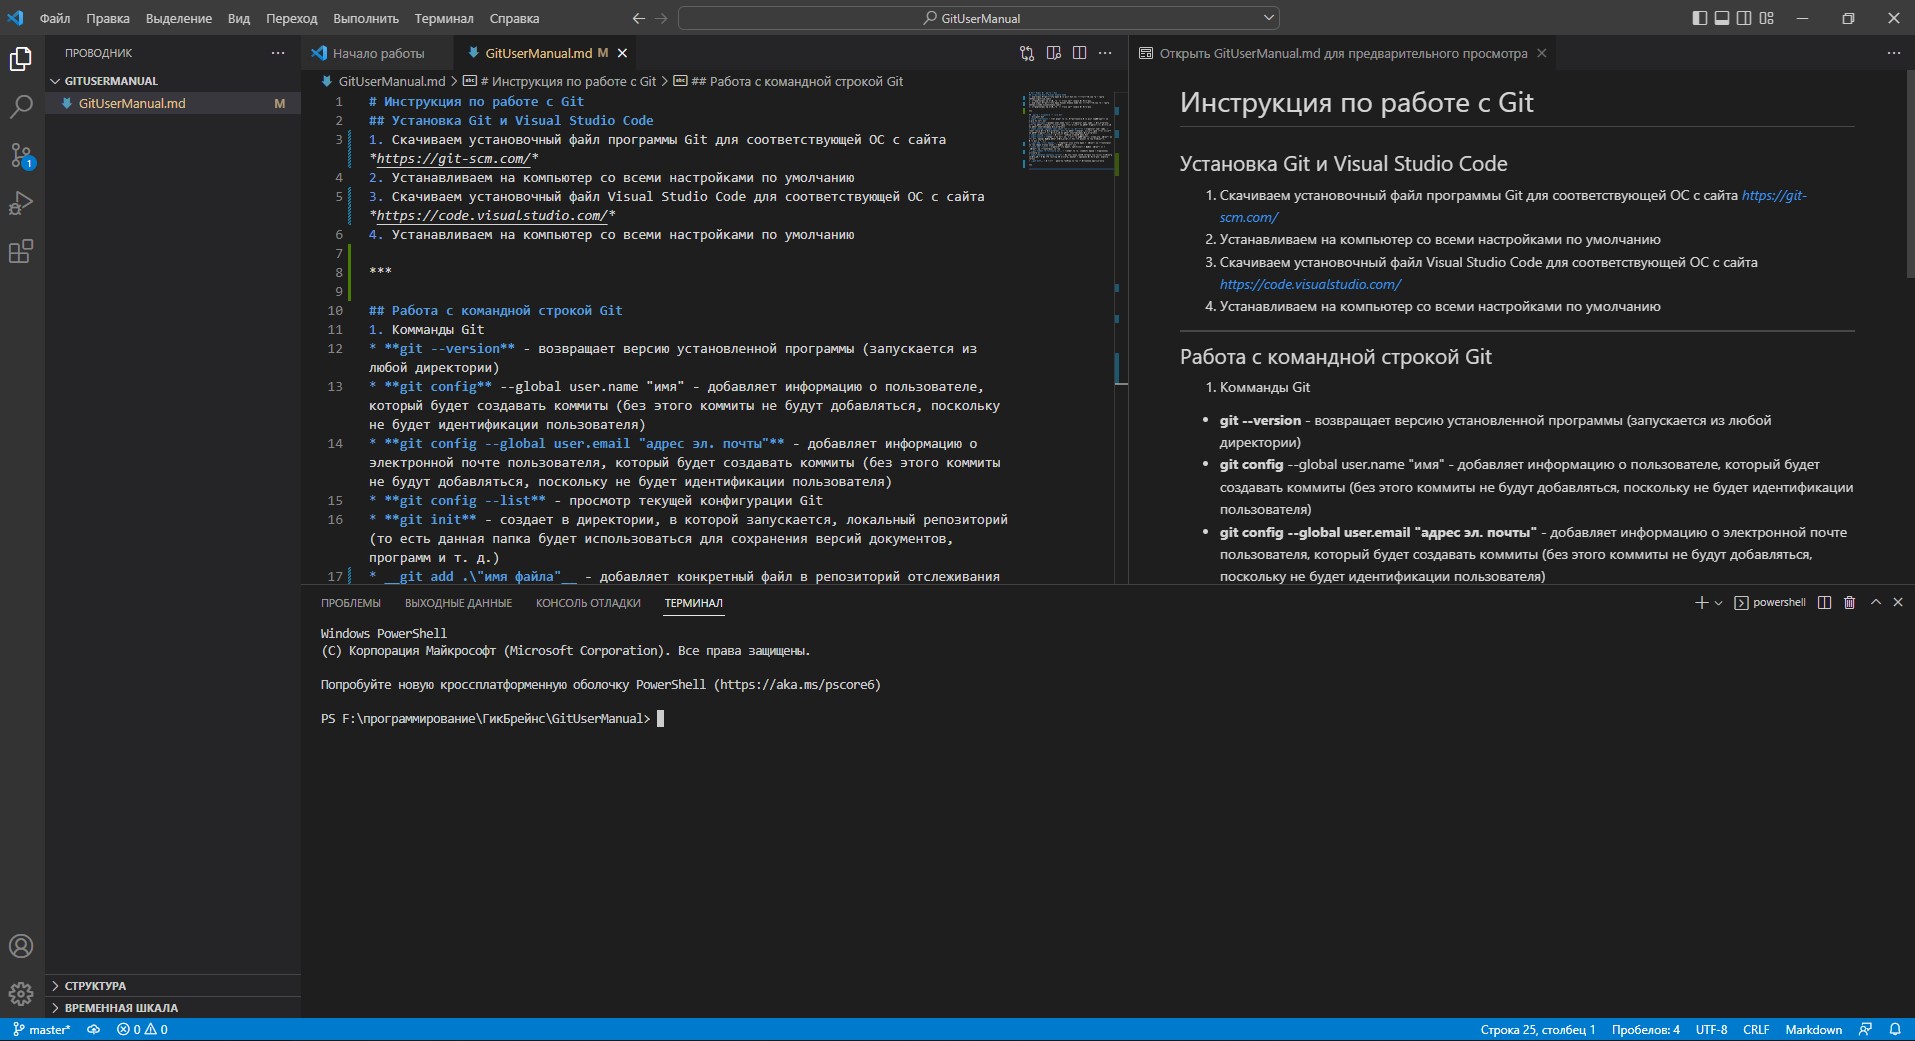 Файл Правка Выделение Вид Переход Выполнить Терминал Справка
GitUserManual
ПРОВОДНИК
GITUSERMANUAL
GitUserManual.md M
1
СТРУКТУРА
ВРЕМЕННАЯ ШКАЛА
Начало работы
GitUserManual.md M
GitUserManual.md > # Инструкция по работе с Git > ## Работа с командной строкой Git
1 # Инструкция по работе с Git
2 ## Установка Git и Visual Studio Code
3 1. Скачиваем установочный файл программы Git для соответствующей ОС с сайта
*https://git-scm.com/*
4 2. Устанавливаем на компьютер со всеми настройками по умолчанию
5 3. Скачиваем установочный файл Visual Studio Code для соответствующей ОС с сайта
*https://code.visualstudio.com/*
6 4. Устанавливаем на компьютер со всеми настройками по умолчанию
7
8 ***
9
10 ## Работа с командной строкой Git
11 1. Комманды Git
12 * **git --version** - возвращает версию установленной программы (запускается из
любой директории)
13 * **git config** --global user.name "имя" - добавляет информацию о пользователе,
который будет создавать коммиты (без этого коммиты не будут добавляться, поскольку
не будет идентификации пользователя)
14 * **git config --global user.email "адрес эл. почты"** - добавляет информацию о
электронной почте пользователя, который будет создавать коммиты (без этого коммиты
не будут добавляться, поскольку не будет идентификации пользователя)
15 * **git config --list** - просмотр текущей конфигурации Git
16 * **git init** - создает в директории, в которой запускается, локальный репозиторий
(то есть данная папка будет использоваться для сохранения версий документов,
программ и т. д.)
17 * __git add .\"имя файла"__ - добавляет конкретный файл в репозиторий отслеживания
Открыть GitUserManual.md для предварительного просмотра
Инструкция по работе с Git
Установка Git и Visual Studio Code
1. Скачиваем установочный файл программы Git для соответствующей ОС с сайта https://git-
scm.com/
2. Устанавливаем на компьютер со всеми настройками по умолчанию
3. Скачиваем установочный файл Visual Studio Code для соответствующей ОС с сайта
https://code.visualstudio.com/
4. Устанавливаем на компьютер со всеми настройками по умолчанию
Работа с командной строкой Git
1. Комманды Git
• git --version - возвращает версию установленной программы (запускается из любой
директории)
• git config --global user.name "имя" - добавляет информацию о пользователе, который будет
создавать коммиты (без этого коммиты не будут добавляться, поскольку не будет идентификации
пользователя)
• git config --global user.email "адрес эл. почты" - добавляет информацию о электронной почте
пользователя, который будет создавать коммиты (без этого коммиты не будут добавляться,
поскольку не будет идентификации пользователя)
ПРОБЛЕМЫ ВЫХОДНЫЕ ДАННЫЕ КОНСОЛЬ ОТЛАДКИ ТЕРМИНАЛ
powershell
Windows PowerShell
(C) Корпорация Майкрософт (Microsoft Corporation). Все права защищены.
Попробуйте новую кроссплатформенную оболочку PowerShell (https://aka.ms/pscore6)
PS F:\программирование\ГикБрейнс\GitUserManual>
master* 0 0
Строка 25, столбец 1 Пробелов: 4 UTF-8 CRLF Markdown